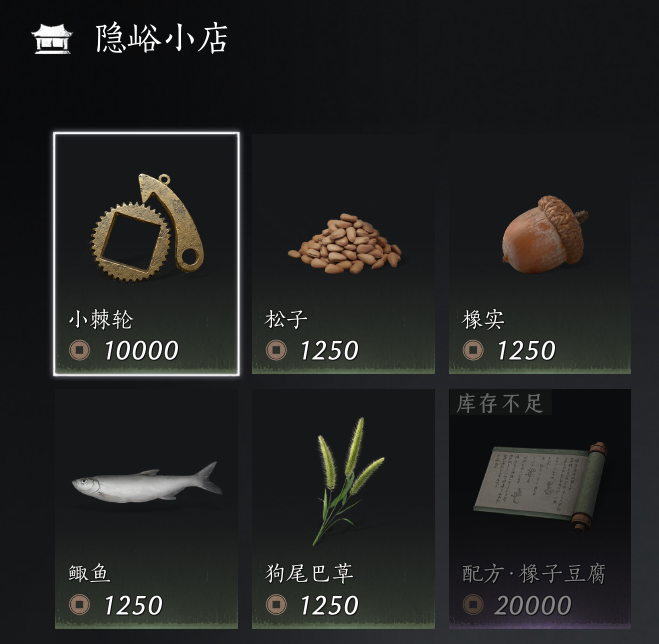 隐峪小店
小棘轮
10000
松子
1250
橡实
1250
鲰鱼
1250
狗尾巴草
1250
库存不足
配方·橡子豆腐
20000